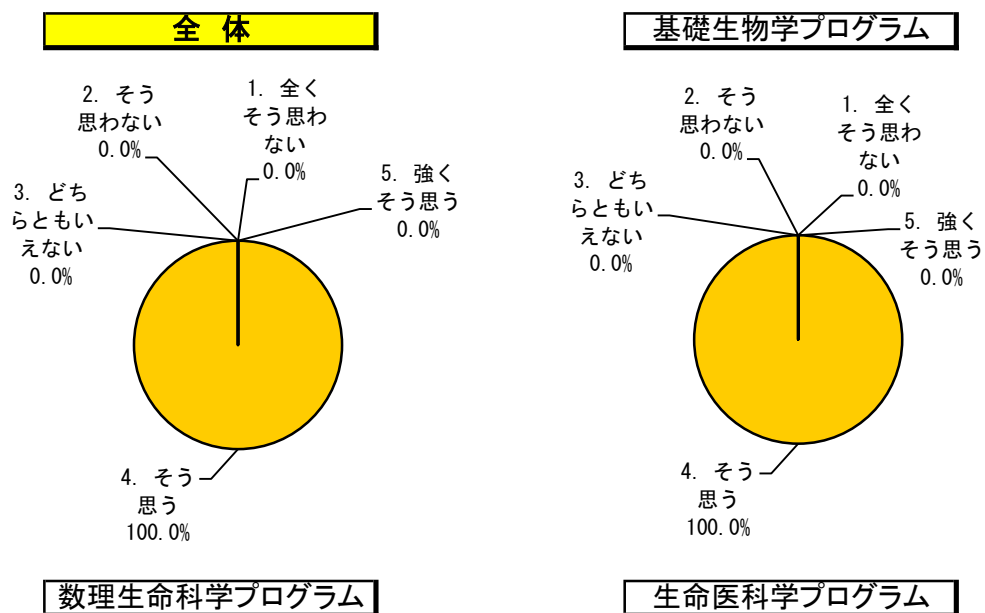 全 体
2. そう
思わない
0.0%
1. 全く
そう思わ
ない
0.0%
3. どち
らともい
えない
0.0%
5. 強く
そう思う
0.0%
4. そう
思う
100.0%
基礎生物学プログラム
2. そう
思わない
0.0%
1. 全く
そう思わ
ない
0.0%
3. どち
らともい
えない
0.0%
5. 強く
そう思う
0.0%
4. そう
思う
100.0%
数理生命科学プログラム
生命医科学プログラム